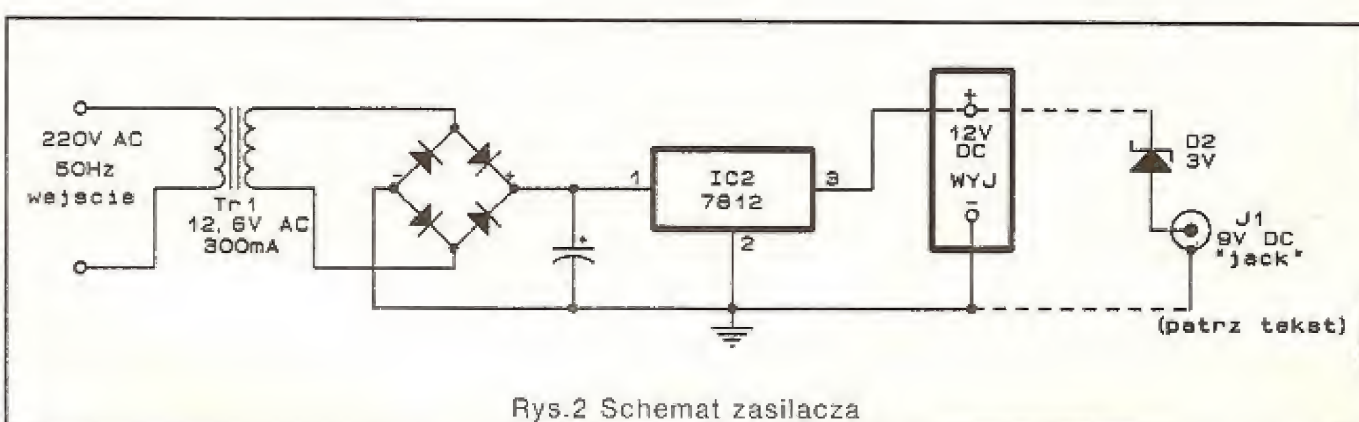 220V AC
50Hz
wejscie
Tr1
12,6V AC
300mA
-
+
+
1
IC2
7812
3
2
+
12V
DC
WYJ
-
D2
3V
J1
9V DC
"jack"
(patrz tekst)
Rys.2 Schemat zasilacza